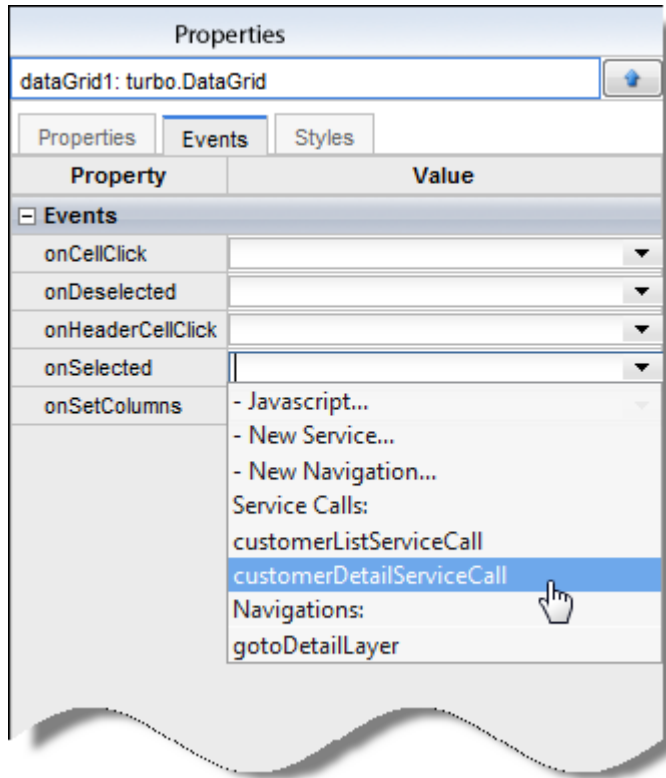 Properties
dataGrid1: turbo.DataGrid
Properties Events Styles
Property Value
Events
onCellClick
onDeselected
onHeaderCellClick
onSelected
onSetColumns
- Javascript...
- New Service...
- New Navigation...
Service Calls:
customerListServiceCall
customerDetailServiceCall
Navigations:
gotoDetailLayer